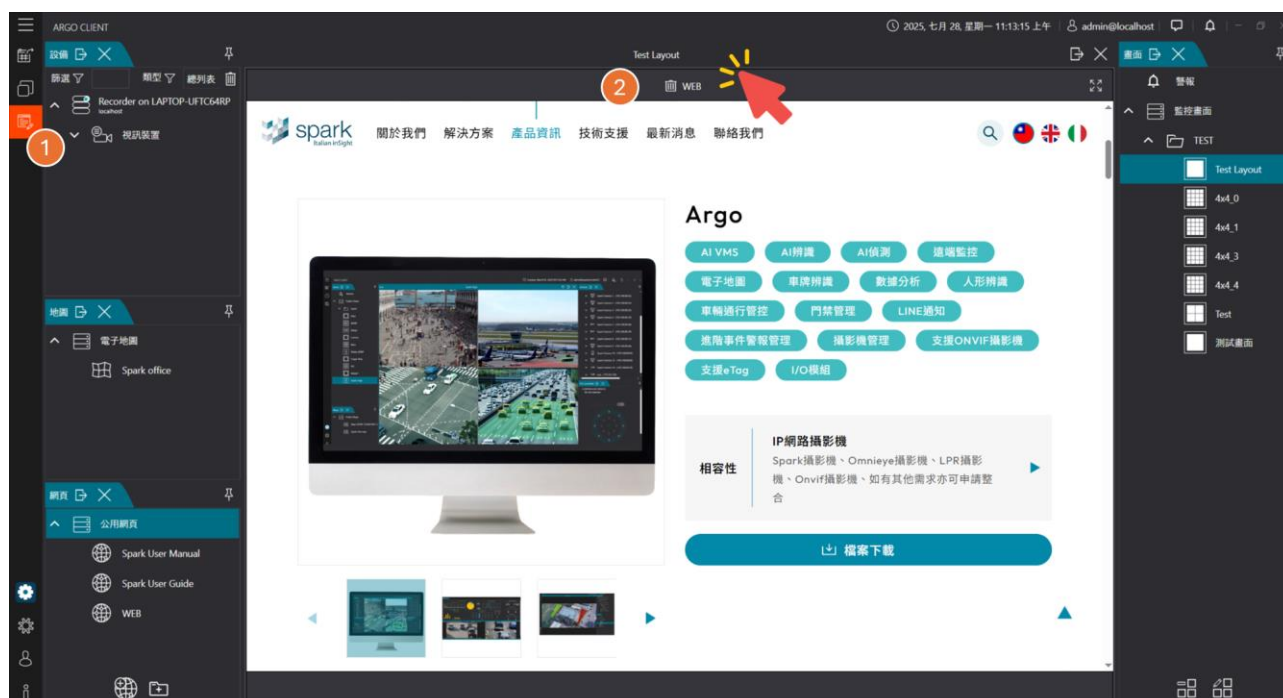 ARGO CLIENT
2025, 七月 28, 星期一 11:13:15 上午
admin@localhost
設備
篩選
類型
總列表
Recorder on LAPTOP-UFTC64RP
localhost
視訊裝置
1
地圖
電子地圖
Spark office
網頁
公用網頁
Spark User Manual
Spark User Guide
WEB
Test Layout
2
WEB
spark
Italian inSight
關於我們
解決方案
產品資訊
技術支援
最新消息
聯絡我們
Argo
AI VMS
AI辨識
AI偵測
遠端監控
電子地圖
車牌辨識
數據分析
人形辨識
車輛通行管控
門禁管理
LINE通知
進階事件警報管理
攝影機管理
支援ONVIF攝影機
支援eTag
I/O模組
相容性
IP網路攝影機
Spark攝影機、Omnieye攝影機、LPR攝影
機、Onvif攝影機、如有其他需求亦可申請整
合
檔案下載
畫面
警報
監控畫面
TEST
Test Layout
4x4_0
4x4_1
4x4_3
4x4_4
Test
測試畫面